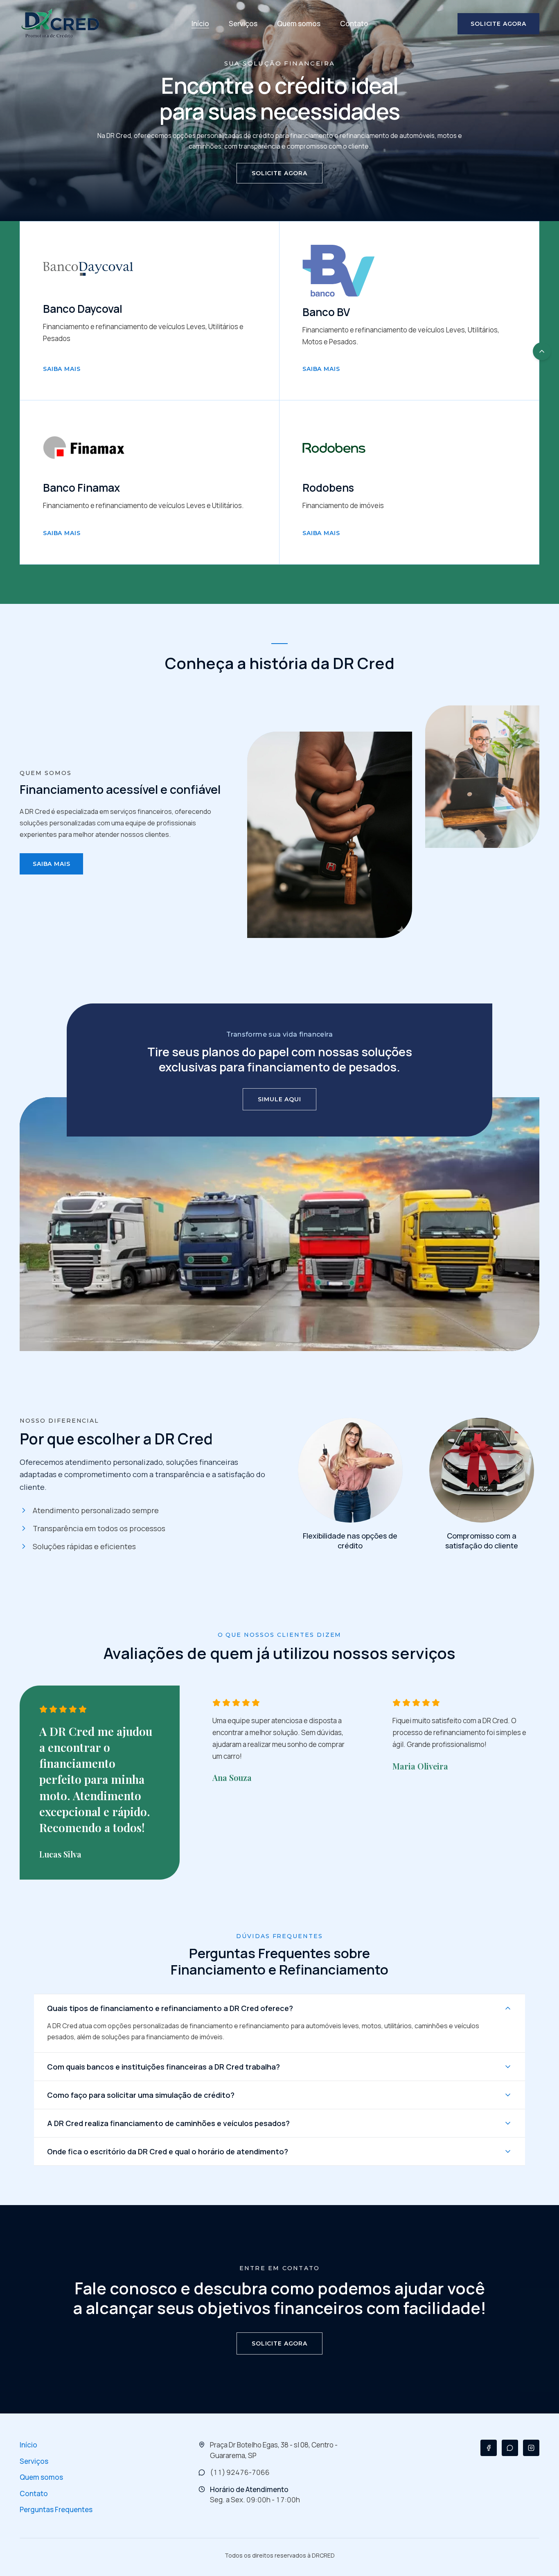 DRCRED
Início
Serviços
Quem somos
Contato
SOLICITE AGORA
SUA SOLUÇÃO FINANCEIRA
Encontre o crédito ideal
para suas necessidades
Na DR Cred, oferecemos opções personalizadas de crédito para financiamento e refinanciamento de automóveis, motos e
caminhões, com transparência e compromisso com o cliente
SOLICITE AGORA
BancoDaycoval
Banco Daycoval
Financiamento e refinanciamento de veículos Leves, Utilitários e
Pesados
SAIBA MAIS
BV
banco
Banco BV
Financiamento e refinanciamento de veículos Leves, Utilitários,
Motos e Pesados.
SAIBA MAIS
Finamax
Banco Finamax
Financiamento e refinanciamento de veículos Leves e Utilitários.
SAIBA MAIS
Rodobens
Rodobens
Financiamento de imóveis
SAIBA MAIS
Conheça a história da DR Cred
QUEM SOMOS
Financiamento acessível e confiável
A DR Cred é especializada em serviços financeiros, oferecendo
soluções personalizadas com uma equipe de profissionais
experientes para melhor atender nossos clientes.
SAIBA MAIS
Transforme sua vida financeira
Tire seus planos do papel com nossas soluções
exclusivas para financiamento de pesados.
SIMULE AQUI
NOSSO DIFERENCIAL
Por que escolher a DR Cred
Oferecemos atendimento personalizado, soluções financeiras
adaptadas e comprometimento com a transparência e a satisfação do
cliente.
Atendimento personalizado sempre
Transparência em todos os processos
Soluções rápidas e eficientes
Flexibilidade nas opções de
crédito
Compromisso com a
satisfação do cliente
O QUE NOSSOS CLIENTES DIZEM
Avaliações de quem já utilizou nossos serviços
A DR Cred me ajudou
a encontrar o
financiamento
perfeito para minha
moto. Atendimento
excepcional e rápido.
Recomendo a todos!
Lucas Silva
Uma equipe super atenciosa e disposta a
encontrar a melhor solução. Sem dúvidas,
ajudaram a realizar meu sonho de comprar
um carro!
Ana Souza
Fiquei muito satisfeito com a DR Cred. O
processo de refinanciamento foi simples e
ágil. Grande profissionalismo!
Maria Oliveira
DÚVIDAS FREQUENTES
Perguntas Frequentes sobre
Financiamento e Refinanciamento
Quais tipos de financiamento e refinanciamento a DR Cred oferece?
A DR Cred atua com opções personalizadas de financiamento e refinanciamento para automóveis leves, motos, utilitários, caminhões e veículos
pesados, além de soluções para financiamento de imóveis.
Com quais bancos e instituições financeiras a DR Cred trabalha?
Como faço para solicitar uma simulação de crédito?
A DR Cred realiza financiamento de caminhões e veículos pesados?
Onde fica o escritório da DR Cred e qual o horário de atendimento?
ENTRE EM CONTATO
Fale conosco e descubra como podemos ajudar você
a alcançar seus objetivos financeiros com facilidade!
SOLICITE AGORA
Início
Serviços
Quem somos
Contato
Perguntas Frequentes
Praça Dr Botelho Egas, 38 - sl 08, Centro -
Guararema, SP
(11) 92476-7066
Horário de Atendimento
Seg. a Sex. 09:00h - 17:00h
Todos os direitos reservados à DRCRED